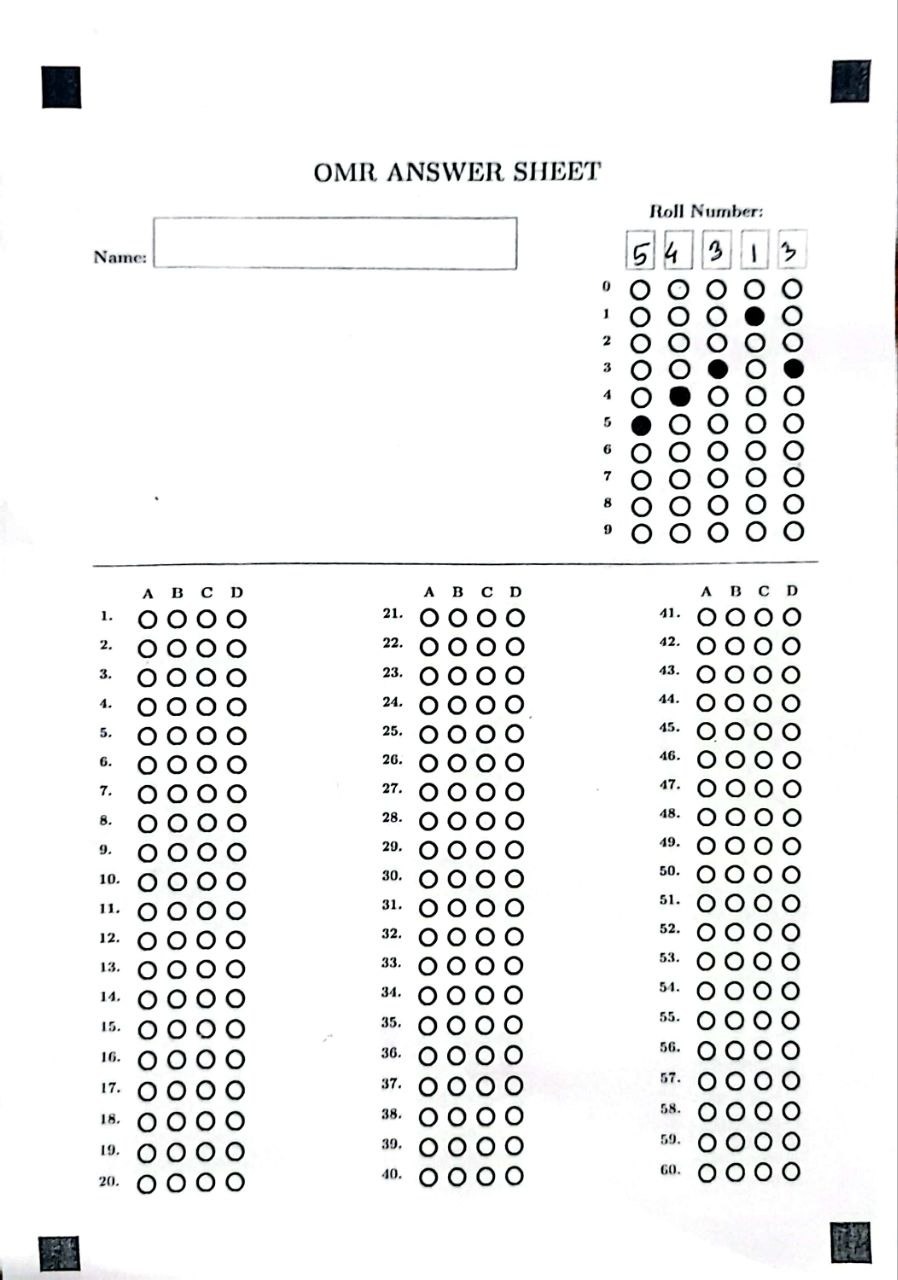 OMR ANSWER SHEET
Roll Number:
Name:
5 4 3 1 3
0
1
2
3
4
5
6
7
8
9
A B C D A B C D A B C D
1. 21. 41.
2. 22. 42.
3. 23. 43.
4. 24. 44.
5. 25. 45.
6. 26. 46.
7. 27. 47.
8. 28. 48.
9. 29. 49.
10. 30. 50.
11. 31. 51.
12. 32. 52.
13. 33. 53.
14. 34. 54.
15. 35. 55.
16. 36. 56.
17. 37. 57.
18. 38. 58.
19. 39. 59.
20. 40. 60.